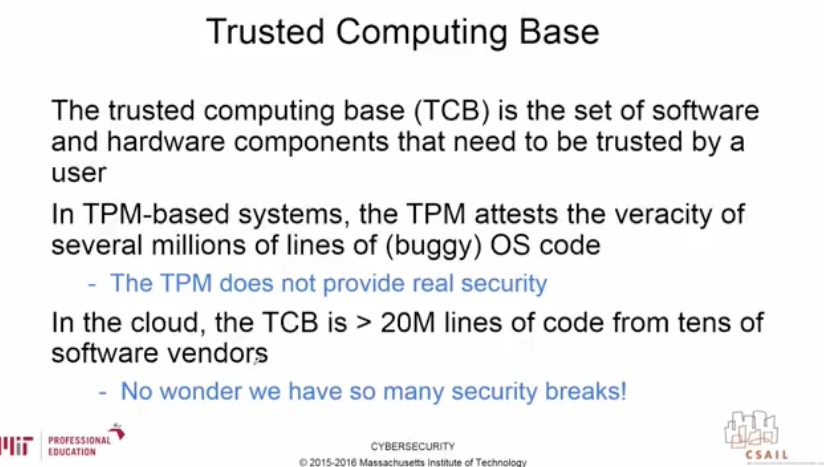 Trusted Computing Base
The trusted computing base (TCB) is the set of software
and hardware components that need to be trusted by a
user
In TPM-based systems, the TPM attests the veracity of
several millions of lines of (buggy) OS code
- The TPM does not provide real security
In the cloud, the TCB is > 20M lines of code from tens of
software vendors
- No wonder we have so many security breaks!
MIT
PROFESSIONAL
EDUCATION
CYBERSECURITY
© 2015-2016 Massachusetts Institute of Technology
CSAIL